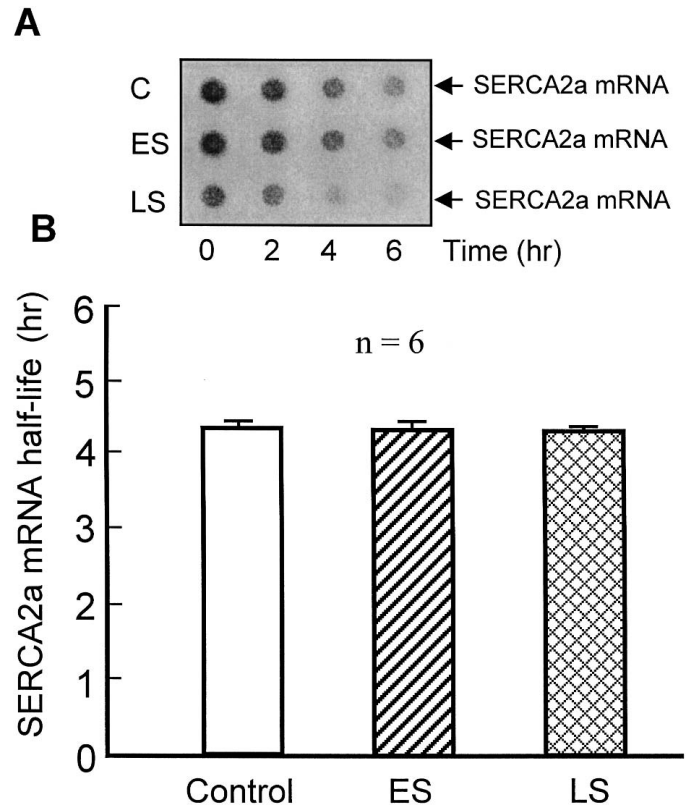 A
C SERCA2a mRNA
ES SERCA2a mRNA
LS SERCA2a mRNA
0 2 4 6 Time (hr)
B
SERCA2a mRNA half-life (hr)
6
5
4
3
2
1
0
n = 6
Control ES LS